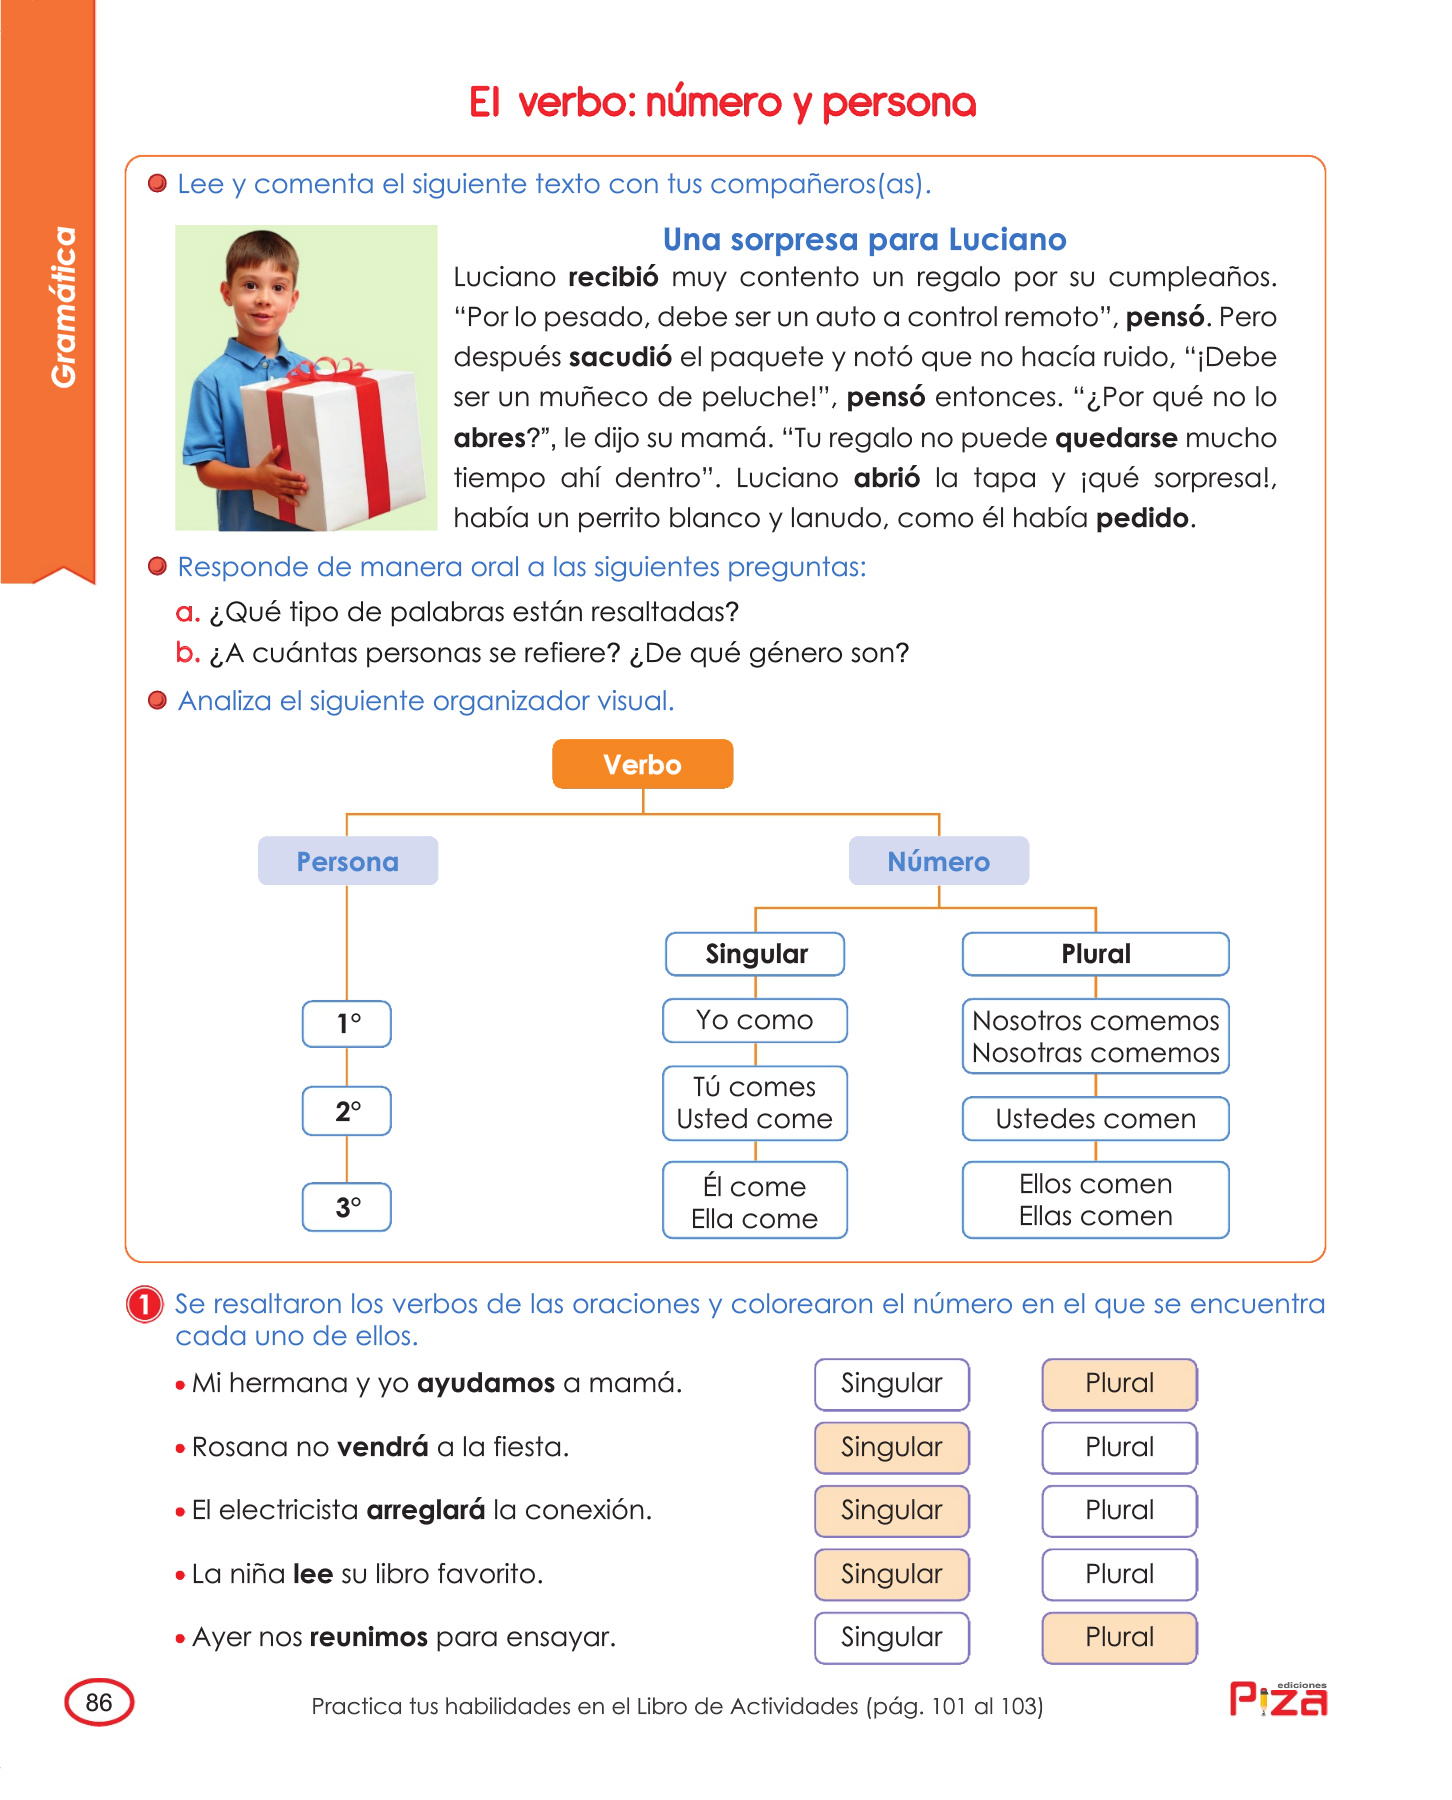 Gramática
El verbo: número y persona
Lee y comenta el siguiente texto con tus compañeros(as).
Una sorpresa para Luciano
Luciano recibió muy contento un regalo por su cumpleaños.
“Por lo pesado, debe ser un auto a control remoto”, pensó. Pero
después sacudió el paquete y notó que no hacía ruido, “¡Debe
ser un muñeco de peluche!”, pensó entonces. “¿Por qué no lo
abres?”, le dijo su mamá. “Tu regalo no puede quedarse mucho
tiempo ahí dentro”. Luciano abrió la tapa y ¡qué sorpresa!,
había un perrito blanco y lanudo, como él había pedido.
Responde de manera oral a las siguientes preguntas:
a. ¿Qué tipo de palabras están resaltadas?
b. ¿A cuántas personas se refiere? ¿De qué género son?
Analiza el siguiente organizador visual.
Verbo
Persona
Número
Singular
Plural
1°
Yo como
Nosotros comemos
Nosotras comemos
2°
Tú comes
Usted come
Ustedes comen
3°
Él come
Ella come
Ellos comen
Ellas comen
1 Se resaltaron los verbos de las oraciones y colorearon el número en el que se encuentra
cada uno de ellos.
• Mi hermana y yo ayudamos a mamá. Singular Plural
• Rosana no vendrá a la fiesta. Singular Plural
• El electricista arreglará la conexión. Singular Plural
• La niña lee su libro favorito. Singular Plural
• Ayer nos reunimos para ensayar. Singular Plural
86
Practica tus habilidades en el Libro de Actividades (pág. 101 al 103)
ediciones
Piza